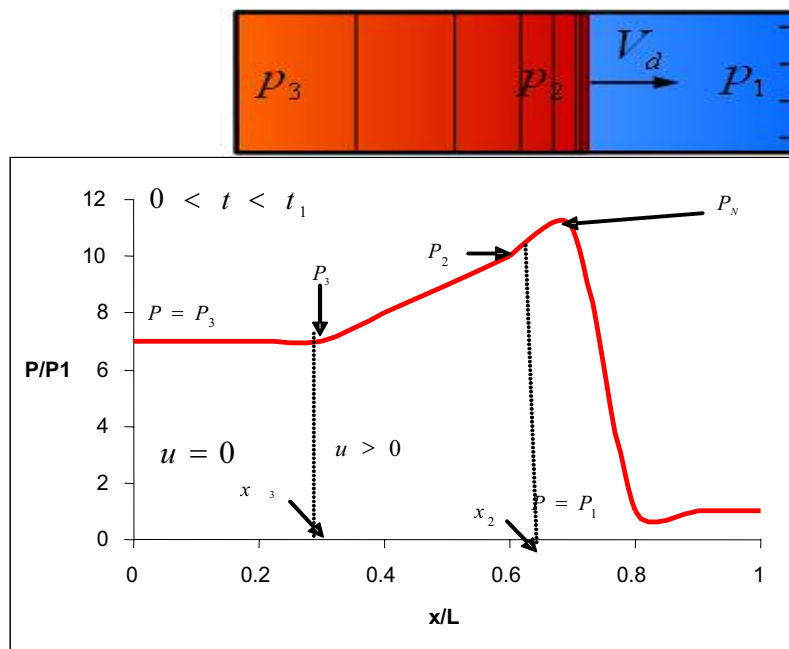 p3 p2 Vd p1
12
0 < t < t1
PN
10
P2
P3
8
P = P3
P/P1
6
4
u = 0
u > 0
2
x3
x2
P = P1
0
0 0.2 0.4 0.6 0.8 1
x/L